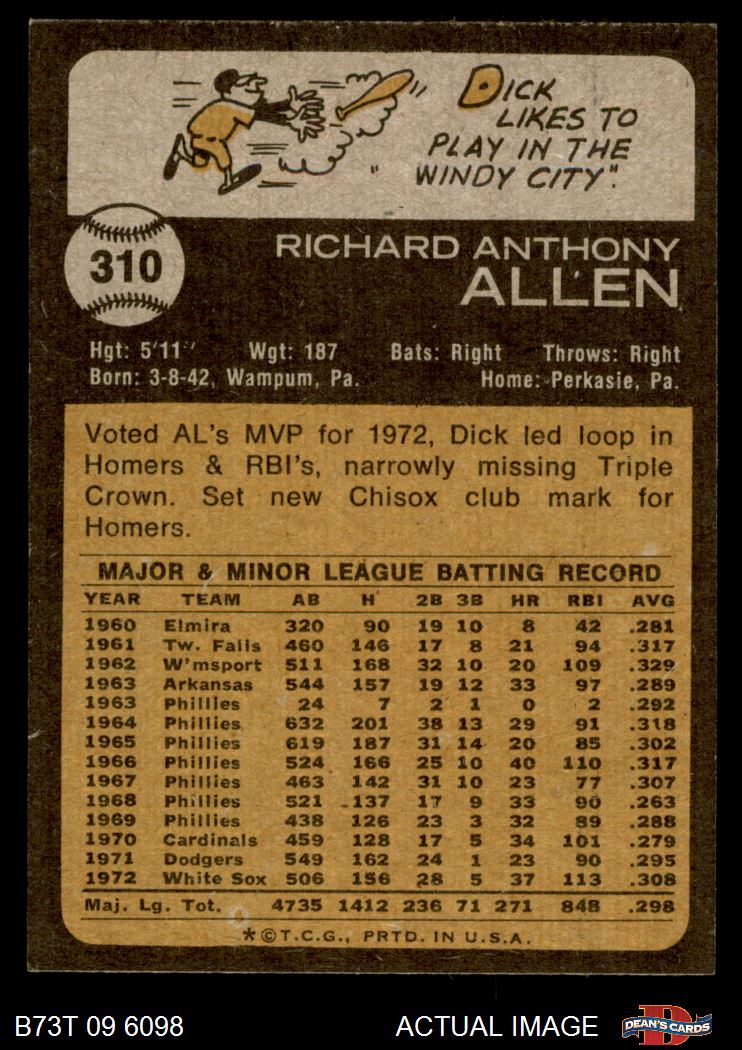 DICK
LIKES TO
PLAY IN THE
"WINDY CITY".
310
RICHARD ANTHONY
ALLEN
Hgt: 5'11" Wgt: 187 Bats: Right Throws: Right
Born: 3-8-42, Wampum, Pa. Home: Perkasie, Pa.
Voted AL's MVP for 1972, Dick led loop in
Homers & RBI's, narrowly missing Triple
Crown. Set new Chisox club mark for
Homers.
MAJOR & MINOR LEAGUE BATTING RECORD
YEAR TEAM AB H 2B 3B HR RBI AVG
1960 Elmira 320 90 19 10 8 42 .281
1961 Tw. Falls 460 146 17 8 21 94 .317
1962 W'msport 511 168 32 10 20 109 .329
1963 Arkansas 544 157 19 12 33 97 .289
1963 Phillies 24 7 2 1 0 2 .292
1964 Phillies 632 201 38 13 29 91 .318
1965 Phillies 619 187 31 14 20 85 .302
1966 Phillies 524 166 25 10 40 110 .317
1967 Phillies 463 142 31 10 23 77 .307
1968 Phillies 521 137 17 9 33 90 .263
1969 Phillies 438 126 23 3 32 89 .288
1970 Cardinals 459 128 17 5 34 101 .279
1971 Dodgers 549 162 24 1 23 90 .295
1972 White Sox 506 156 28 5 37 113 .308
Maj. Lg. Tot. 4735 1412 236 71 271 848 .298
*©T.C.G., PRTD. IN U.S.A.
B73T 09 6098 ACTUAL IMAGE D DEAN'S CARDS